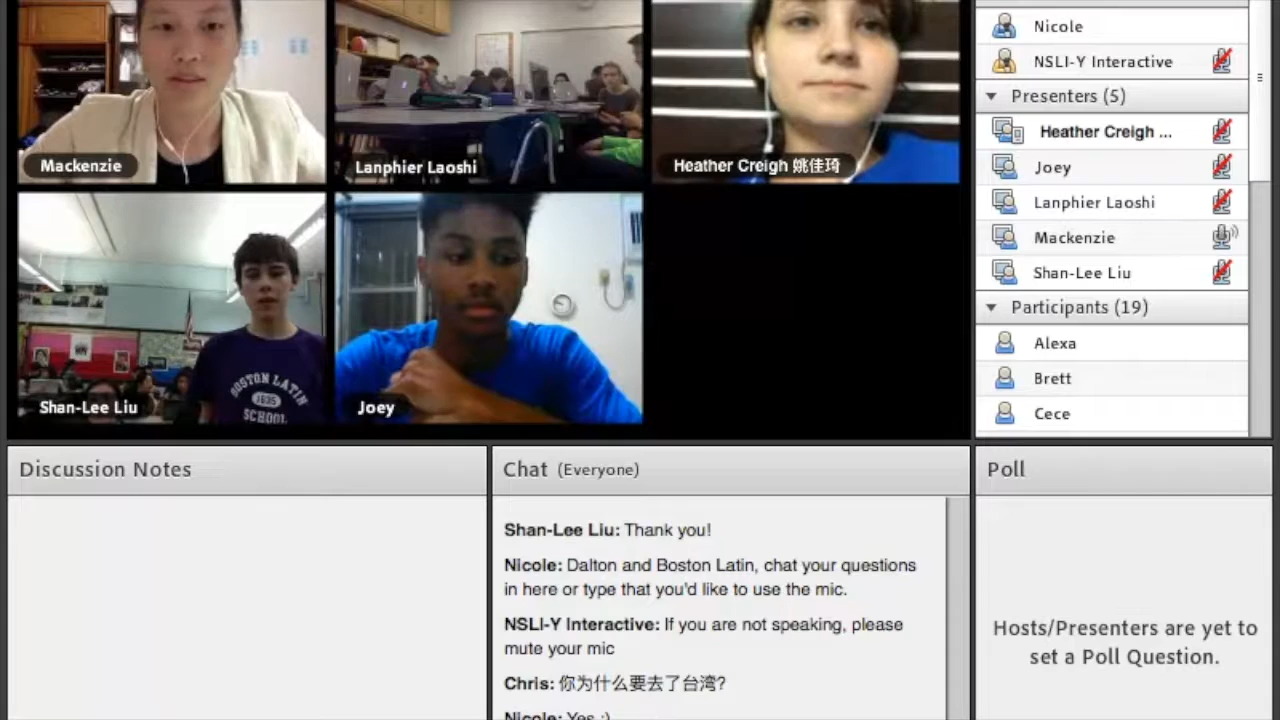 Mackenzie
Lanphier Laoshi
Heather Creigh 姚佳琦
BOSTON LATIN
1635
SCHOOL
Shan-Lee Liu
Joey
Nicole
NSLI-Y Interactive
Presenters (5)
Heather Creigh ...
Joey
Lanphier Laoshi
Mackenzie
Shan-Lee Liu
Participants (19)
Alexa
Brett
Cece
Discussion Notes
Chat (Everyone)
Shan-Lee Liu: Thank you!
Nicole: Dalton and Boston Latin, chat your questions
in here or type that you'd like to use the mic.
NSLI-Y Interactive: If you are not speaking, please
mute your mic
Chris: 你为什么要去了台湾?
Nicole: Yes :)
Poll
Hosts/Presenters are yet to
set a Poll Question.